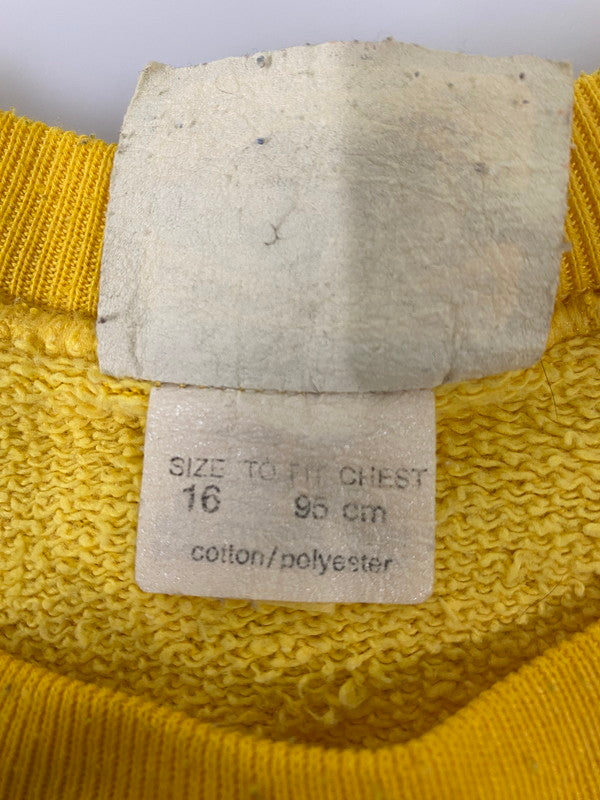 SIZE TO FIT CHEST
16 95 cm
cotton/polyester